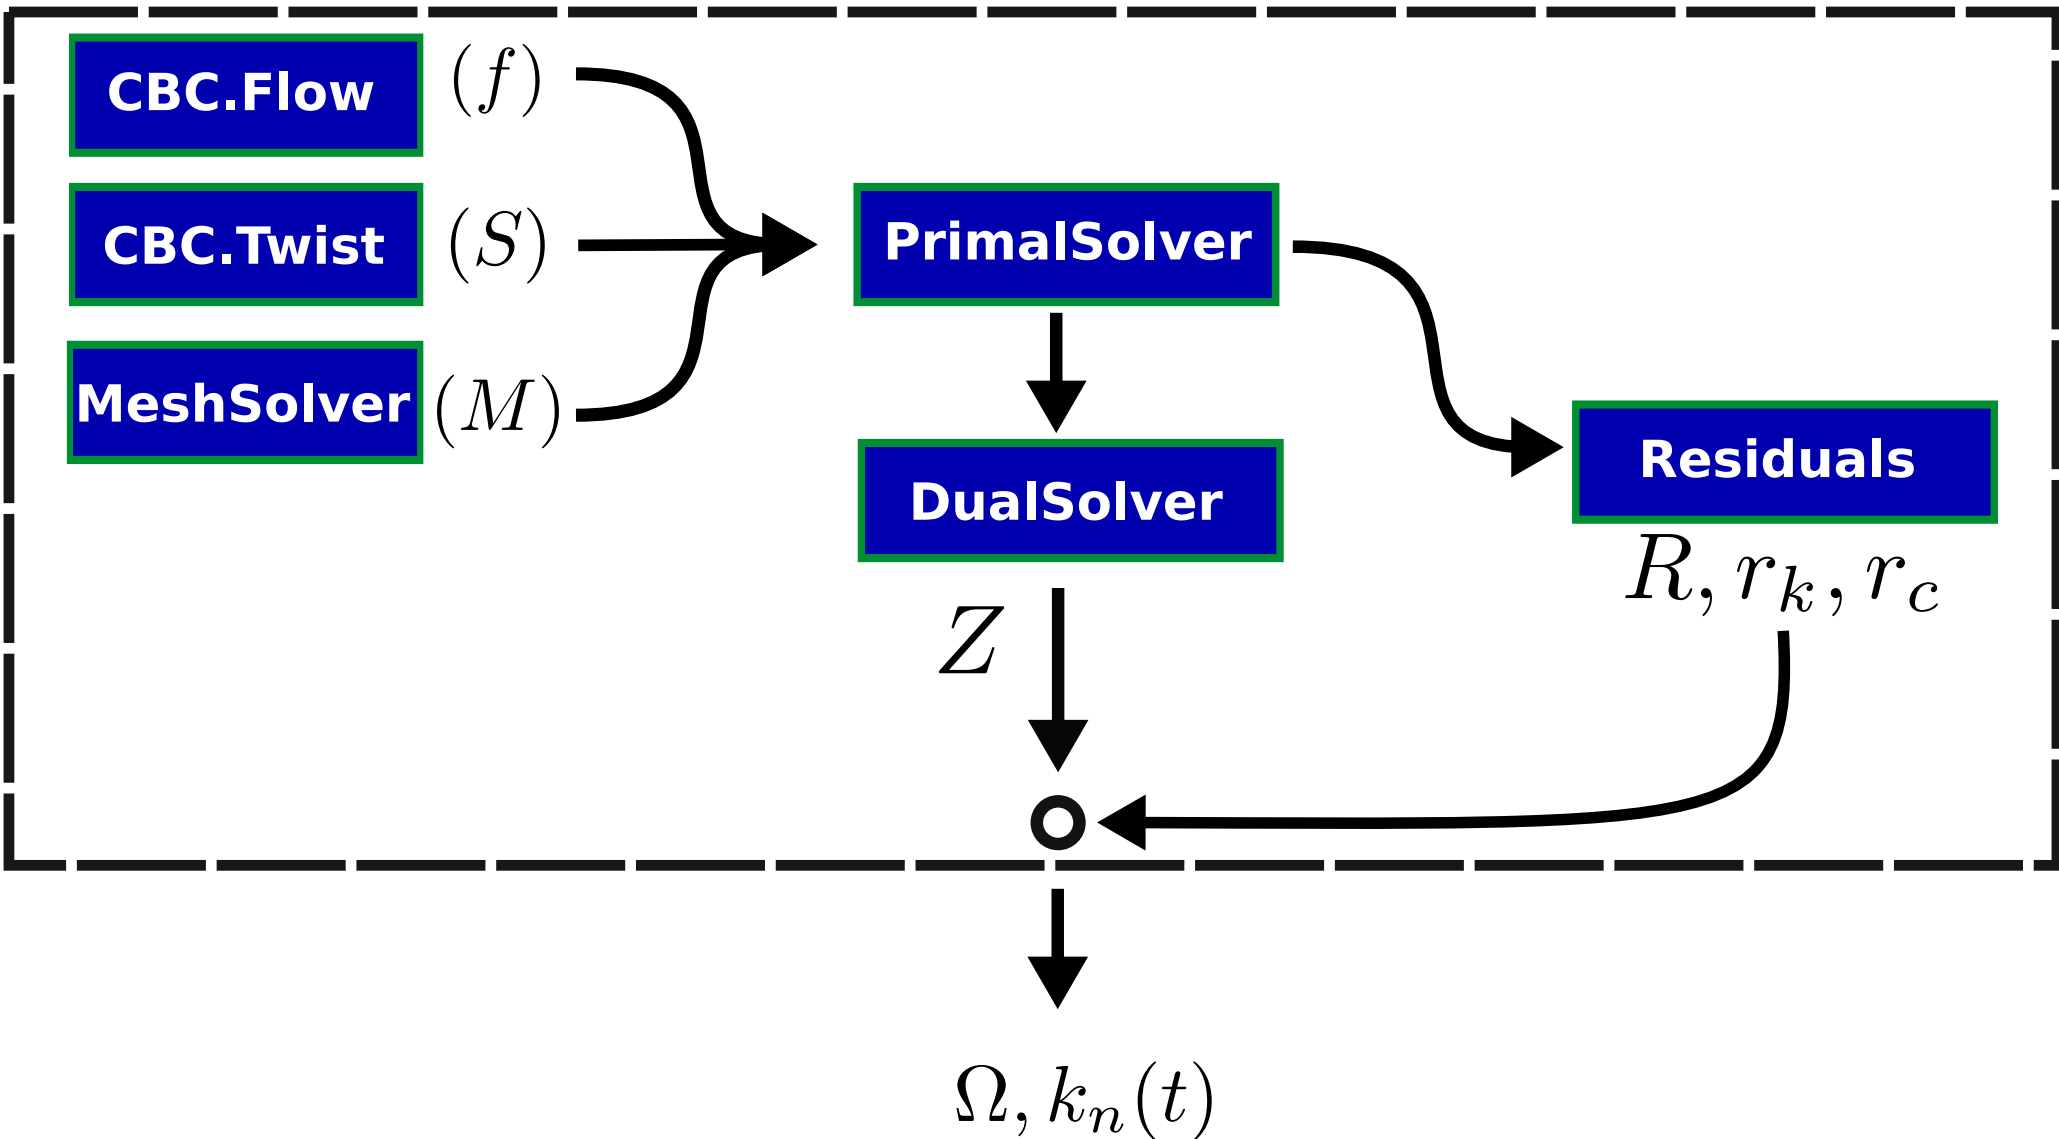 CBC.Flow (f)
CBC.Twist (S)
MeshSolver (M)
PrimalSolver
DualSolver
Residuals
R, r_k, r_c
Z
Ω, k_n(t)